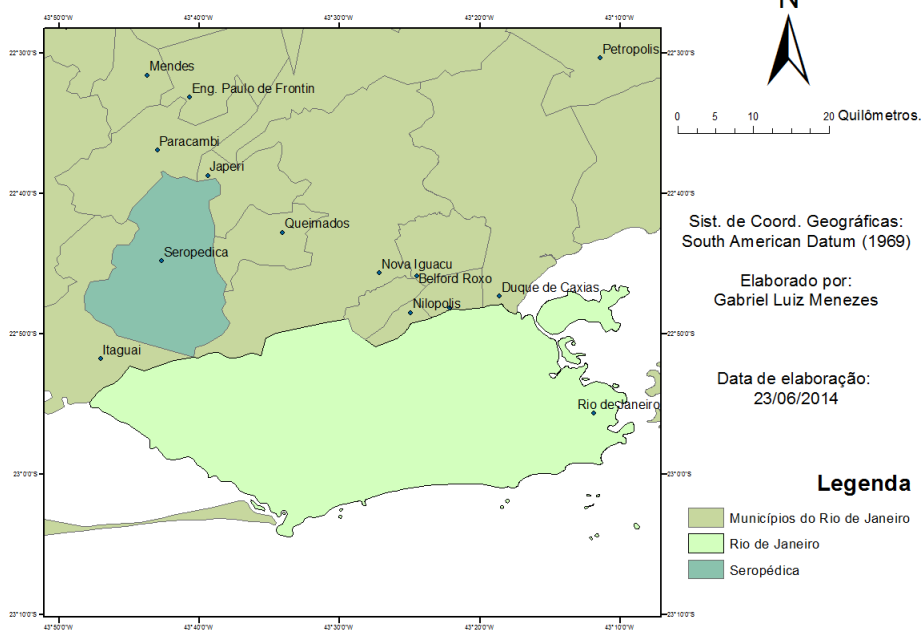 43°50'0"W 43°40'0"W 43°30'0"W 43°20'0"W 43°10'0"W
N
22°30'0"S 22°30'0"S
Petropolis
Mendes
Eng. Paulo de Frontin
0 5 10 20 Quilômetros.
Paracambi
Japeri
22°40'0"S 22°40'0"S
Queimados
Sist. de Coord. Geográficas:
South American Datum (1969)
Seropedica
Nova Iguacu
Belford Roxo
Duque de Caxias
Elaborado por:
Gabriel Luiz Menezes
Nilopolis
22°50'0"S 22°50'0"S
Itaguai
Data de elaboração:
23/06/2014
Rio de Janeiro
23°0'0"S 23°0'0"S
Legenda
Municípios do Rio de Janeiro
Rio de Janeiro
Seropédica
23°10'0"S 23°10'0"S
43°50'0"W 43°40'0"W 43°30'0"W 43°20'0"W 43°10'0"W